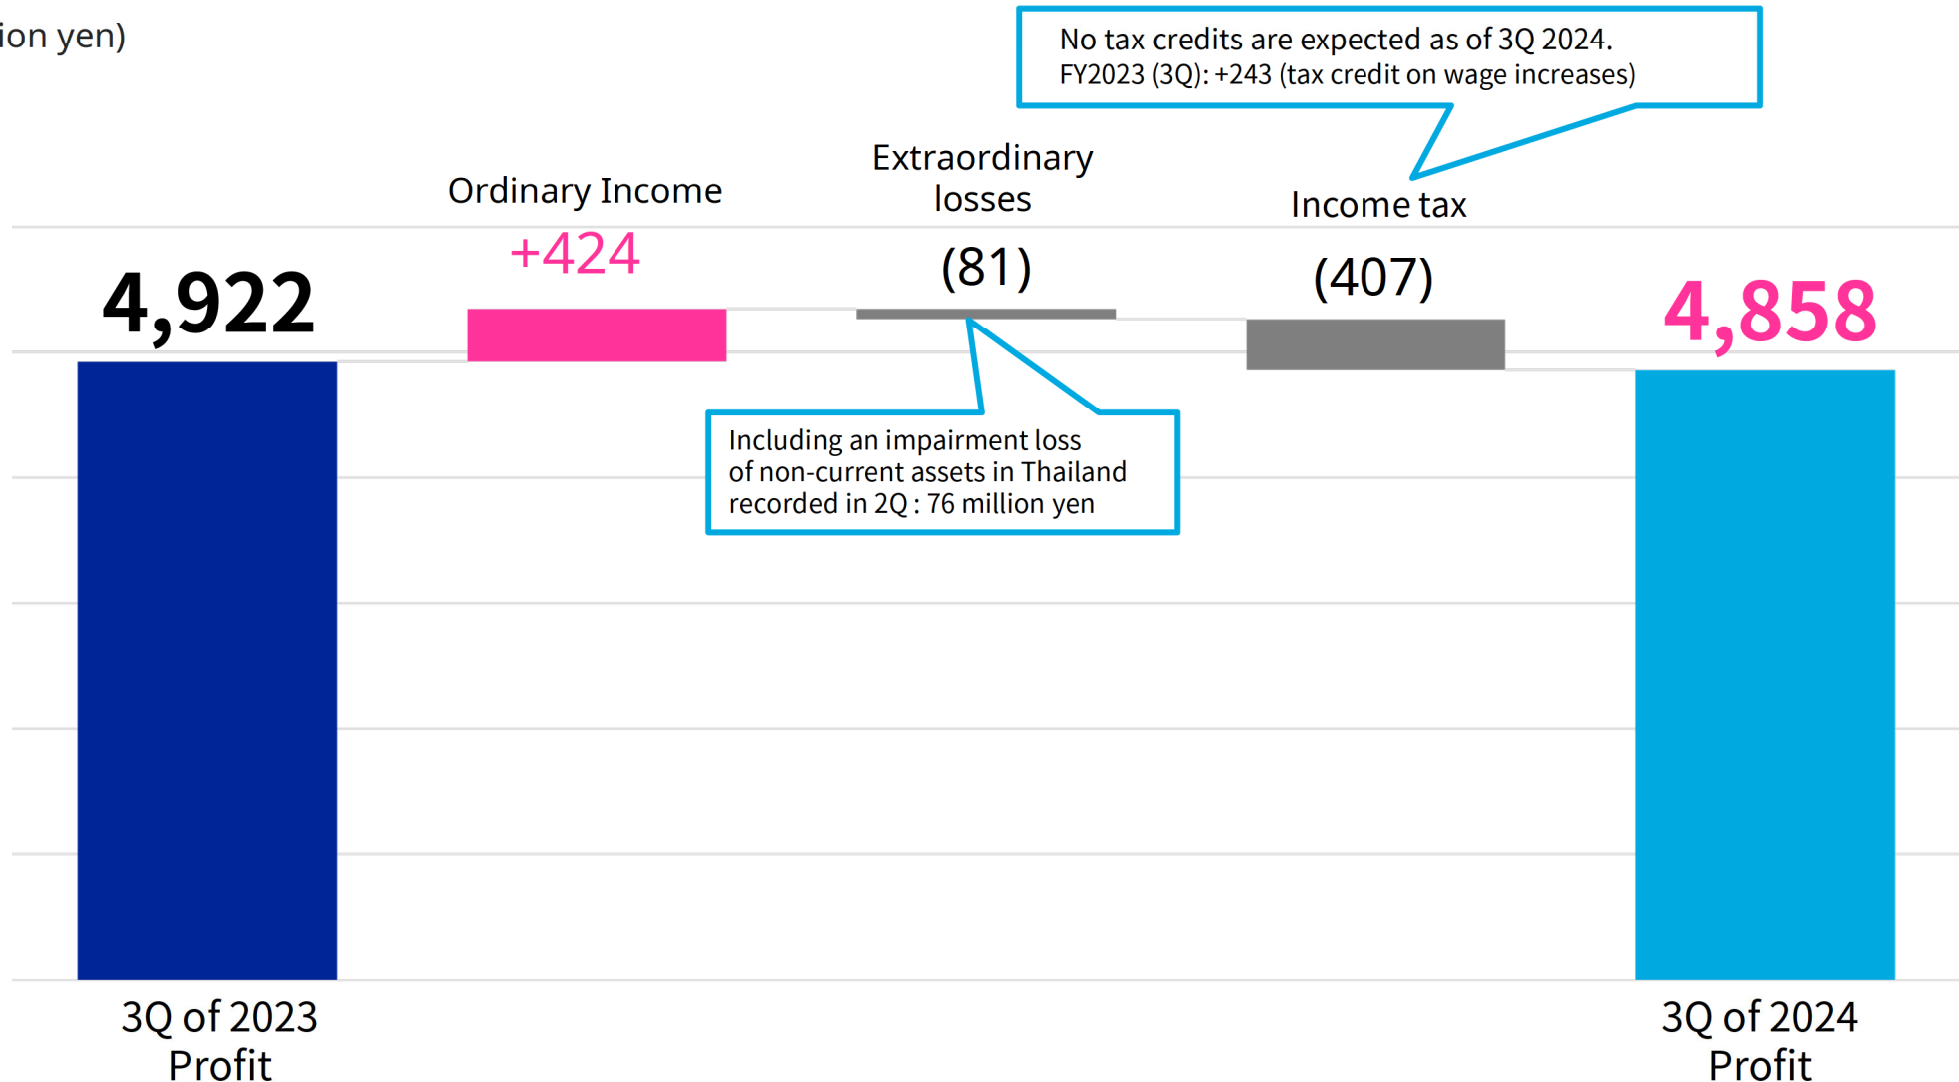 ion yen)
No tax credits are expected as of 3Q 2024.
FY2023 (3Q): +243 (tax credit on wage increases)
Ordinary Income
+424
Extraordinary
losses
(81)
Income tax
(407)
4,922
4,858
Including an impairment loss
of non-current assets in Thailand
recorded in 2Q : 76 million yen
3Q of 2023
Profit
3Q of 2024
Profit